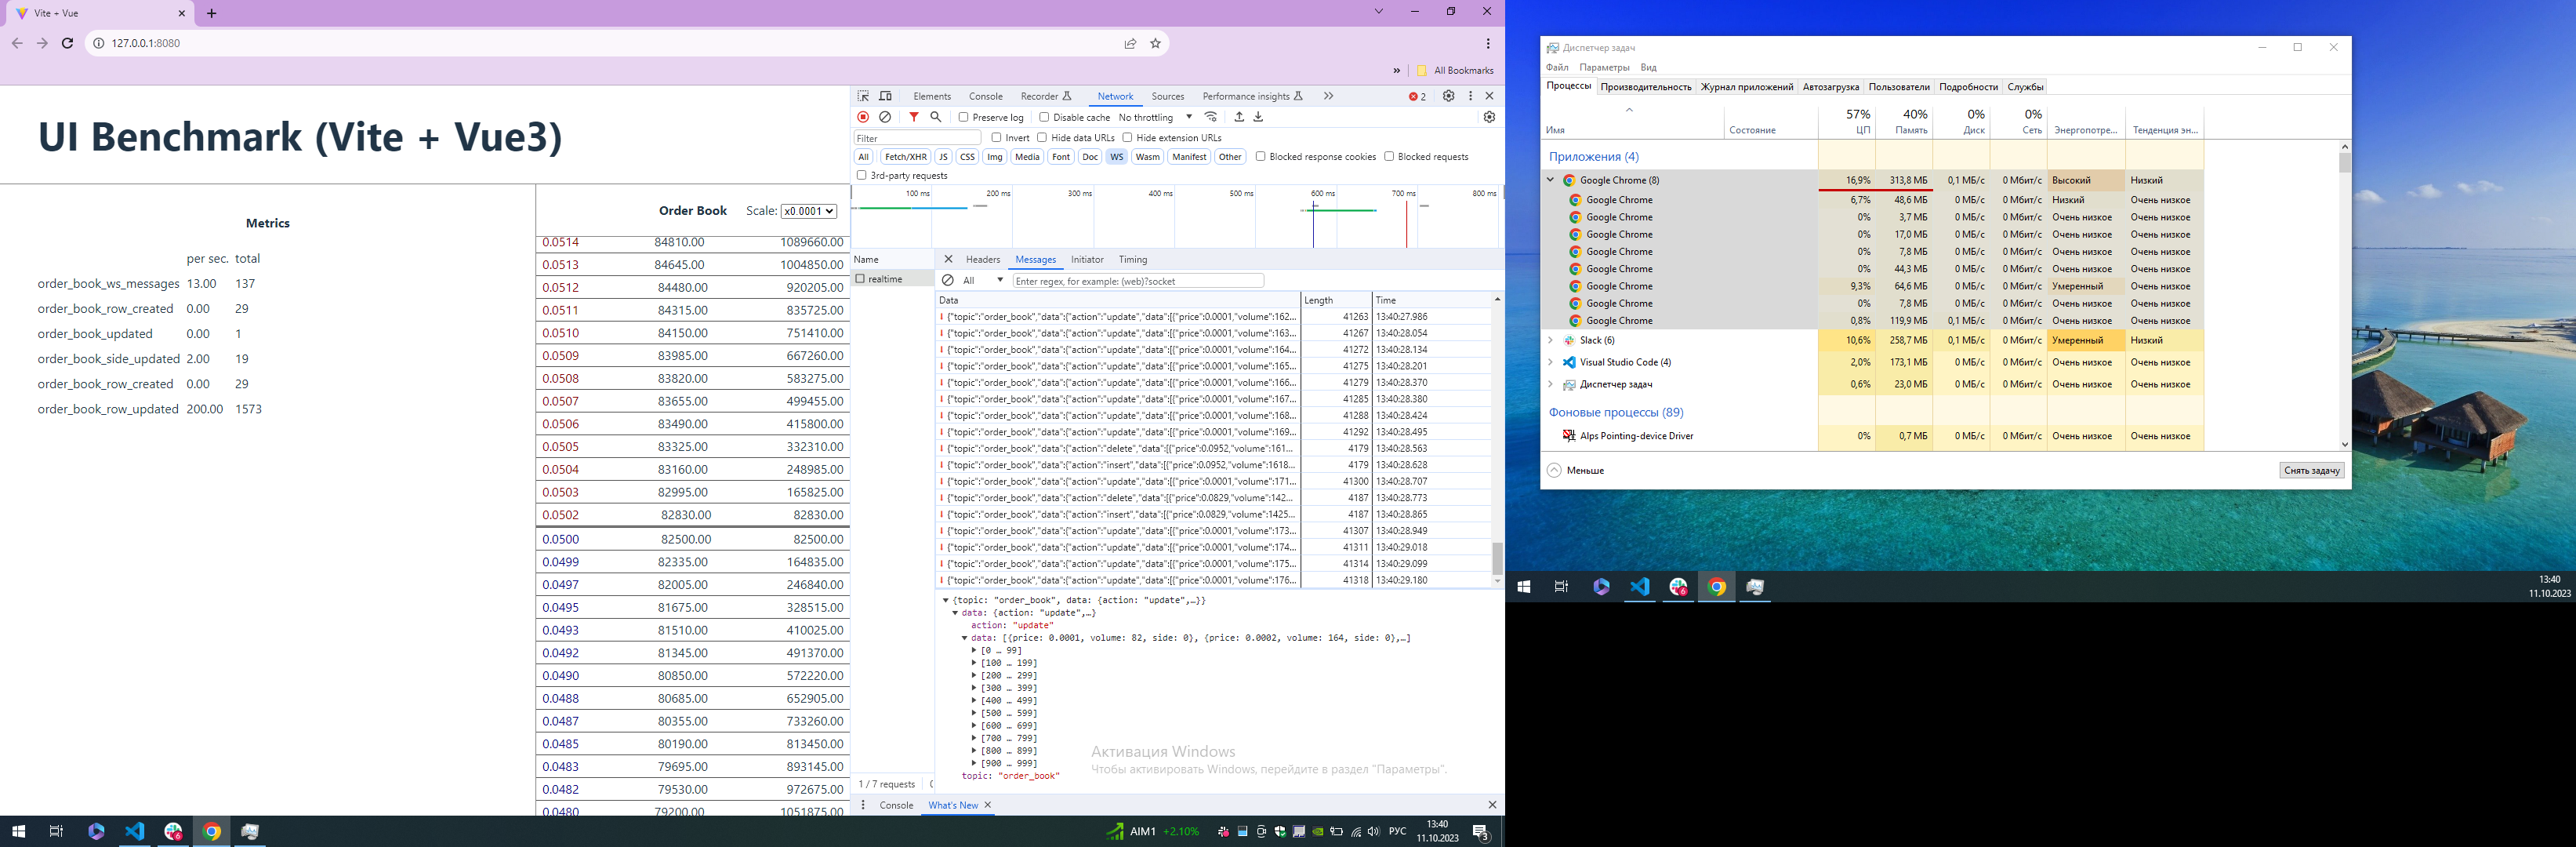 Vite + Vue
127.0.0.1:8080
All Bookmarks
UI Benchmark (Vite + Vue3)
Metrics
per sec. total
order_book_ws_messages 13.00 137
order_book_row_created 0.00 29
order_book_updated 0.00 1
order_book_side_updated 2.00 19
order_book_row_created 0.00 29
order_book_row_updated 200.00 1573
Order Book Scale: x0.0001
0.0514 84810.00 1089660.00
0.0513 84645.00 1004850.00
0.0512 84480.00 920205.00
0.0511 84315.00 835725.00
0.0510 84150.00 751410.00
0.0509 83985.00 667260.00
0.0508 83820.00 583275.00
0.0507 83655.00 499455.00
0.0506 83490.00 415800.00
0.0505 83325.00 332310.00
0.0504 83160.00 248985.00
0.0503 82995.00 165825.00
0.0502 82830.00 82830.00
0.0500 82500.00 82500.00
0.0499 82335.00 164835.00
0.0497 82005.00 246840.00
0.0495 81675.00 328515.00
0.0493 81510.00 410025.00
0.0492 81345.00 491370.00
0.0490 80850.00 572220.00
0.0488 80685.00 652905.00
0.0487 80355.00 733260.00
0.0485 80190.00 813450.00
0.0483 79695.00 893145.00
0.0482 79530.00 972675.00
0.0480 79200.00 1051875.00
Elements Console Recorder Network Sources Performance insights 2
Preserve log Disable cache No throttling
Filter Invert Hide data URLs Hide extension URLs
All Fetch/XHR JS CSS Img Media Font Doc WS Wasm Manifest Other Blocked response cookies Blocked requests
3rd-party requests
100 ms 200 ms 300 ms 400 ms 500 ms 600 ms 700 ms 800 ms
Name Headers Messages Initiator Timing
realtime All Enter regex, for example: (web)?socket
Data Length Time
{"topic":"order_book","data":{"action":"update","data":[{"price":0.0001,"volume":162... 41263 13:40:27.986
{"topic":"order_book","data":{"action":"update","data":[{"price":0.0001,"volume":163... 41267 13:40:28.054
{"topic":"order_book","data":{"action":"update","data":[{"price":0.0001,"volume":164... 41272 13:40:28.134
{"topic":"order_book","data":{"action":"update","data":[{"price":0.0001,"volume":165... 41275 13:40:28.201
{"topic":"order_book","data":{"action":"update","data":[{"price":0.0001,"volume":166... 41279 13:40:28.370
{"topic":"order_book","data":{"action":"update","data":[{"price":0.0001,"volume":167... 41285 13:40:28.380
{"topic":"order_book","data":{"action":"update","data":[{"price":0.0001,"volume":168... 41288 13:40:28.424
{"topic":"order_book","data":{"action":"update","data":[{"price":0.0001,"volume":169... 41292 13:40:28.495
{"topic":"order_book","data":{"action":"delete","data":[{"price":0.0952,"volume":161... 4179 13:40:28.563
{"topic":"order_book","data":{"action":"insert","data":[{"price":0.0952,"volume":1618... 4179 13:40:28.628
{"topic":"order_book","data":{"action":"update","data":[{"price":0.0001,"volume":171... 41300 13:40:28.707
{"topic":"order_book","data":{"action":"delete","data":[{"price":0.0829,"volume":142... 4187 13:40:28.773
{"topic":"order_book","data":{"action":"insert","data":[{"price":0.0829,"volume":1425... 4187 13:40:28.865
{"topic":"order_book","data":{"action":"update","data":[{"price":0.0001,"volume":173... 41307 13:40:28.949
{"topic":"order_book","data":{"action":"update","data":[{"price":0.0001,"volume":174... 41311 13:40:29.018
{"topic":"order_book","data":{"action":"update","data":[{"price":0.0001,"volume":175... 41314 13:40:29.099
{"topic":"order_book","data":{"action":"update","data":[{"price":0.0001,"volume":176... 41318 13:40:29.180
{topic: "order_book", data: {action: "update",…}}
data: {action: "update",…}
action: "update"
data: [{price: 0.0001, volume: 82, side: 0}, {price: 0.0002, volume: 164, side: 0},…]
[0 … 99]
[100 … 199]
[200 … 299]
[300 … 399]
[400 … 499]
[500 … 599]
[600 … 699]
[700 … 799]
[800 … 899]
[900 … 999]
topic: "order_book"
Активация Windows
Чтобы активировать Windows, перейдите в раздел "Параметры".
1 / 7 requests
Console What's New
AIM1 +2.10% РУС 13:40
11.10.2023 3
Диспетчер задач
Файл Параметры Вид
Процессы Производительность Журнал приложений Автозагрузка Пользователи Подробности Службы
57% 40% 0% 0%
Имя Состояние ЦП Память Диск Сеть Энергопотре... Тенденция эн...
Приложения (4)
Google Chrome (8) 16,9% 313,8 МБ 0,1 МБ/с 0 Мбит/с Высокий Низкий
Google Chrome 6,7% 48,6 МБ 0 МБ/с 0 Мбит/с Низкий Очень низкое
Google Chrome 0% 3,7 МБ 0 МБ/с 0 Мбит/с Очень низкое Очень низкое
Google Chrome 0% 17,0 МБ 0 МБ/с 0 Мбит/с Очень низкое Очень низкое
Google Chrome 0% 7,8 МБ 0 МБ/с 0 Мбит/с Очень низкое Очень низкое
Google Chrome 0% 44,3 МБ 0 МБ/с 0 Мбит/с Очень низкое Очень низкое
Google Chrome 9,3% 64,6 МБ 0 МБ/с 0 Мбит/с Умеренный Очень низкое
Google Chrome 0% 7,8 МБ 0 МБ/с 0 Мбит/с Очень низкое Очень низкое
Google Chrome 0,8% 119,9 МБ 0,1 МБ/с 0 Мбит/с Очень низкое Очень низкое
Slack (6) 10,6% 258,7 МБ 0,1 МБ/с 0 Мбит/с Умеренный Низкий
Visual Studio Code (4) 2,0% 173,1 МБ 0 МБ/с 0 Мбит/с Очень низкое Очень низкое
Диспетчер задач 0,6% 23,0 МБ 0 МБ/с 0 Мбит/с Очень низкое Очень низкое
Фоновые процессы (89)
Alps Pointing-device Driver 0% 0,7 МБ 0 МБ/с 0 Мбит/с Очень низкое Очень низкое
Меньше Снять задачу
13:40
11.10.2023